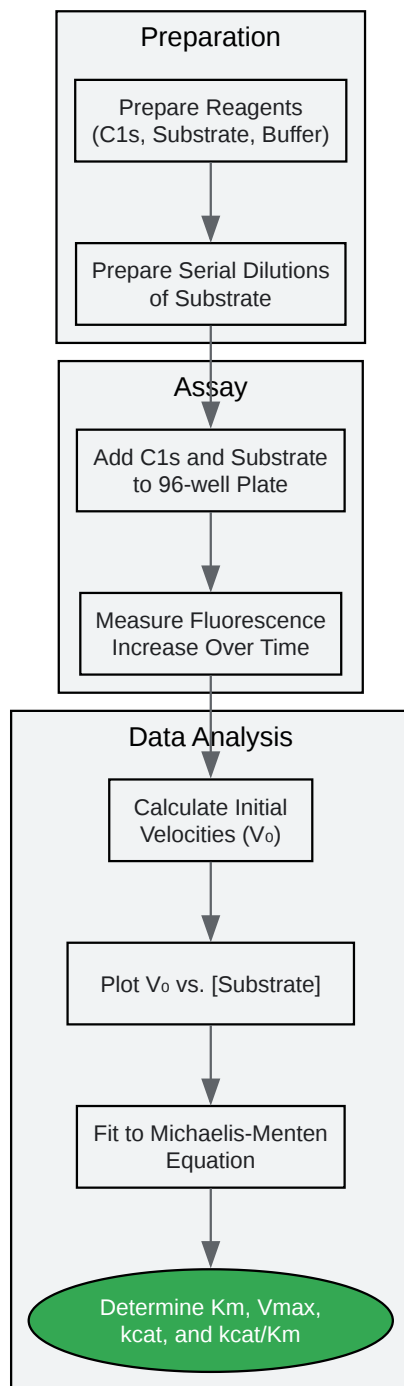 Preparation
Prepare Reagents
(C1s, Substrate, Buffer)
Prepare Serial Dilutions
of Substrate
Assay
Add C1s and Substrate
to 96-well Plate
Measure Fluorescence
Increase Over Time
Data Analysis
Calculate Initial
Velocities (V₀)
Plot V₀ vs. [Substrate]
Fit to Michaelis-Menten
Equation
Determine Km, Vmax,
kcat, and kcat/Km